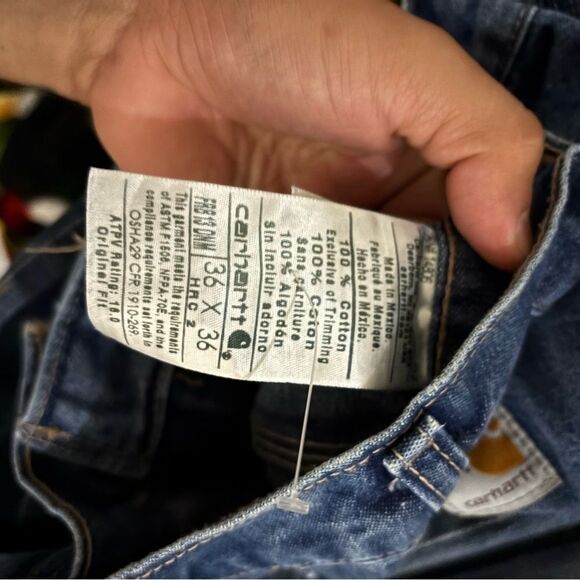 Made in Mexico.
Fabriqué au Mexique.
Hecho en México.
100% Cotton
Exclusive of Trimming
100% Coton
Sans garniture
100% Algodón
Sin incluir adorno
carhartt
36 X 36
DNM
HRC 2
This garment meets the requirements
of ASTM F1506, NFPA-70E, and the
compliance requirements set forth in
OSHA29 CFR 1910-269.
ATPV Rating: 16.0
Original Fit
carhartt